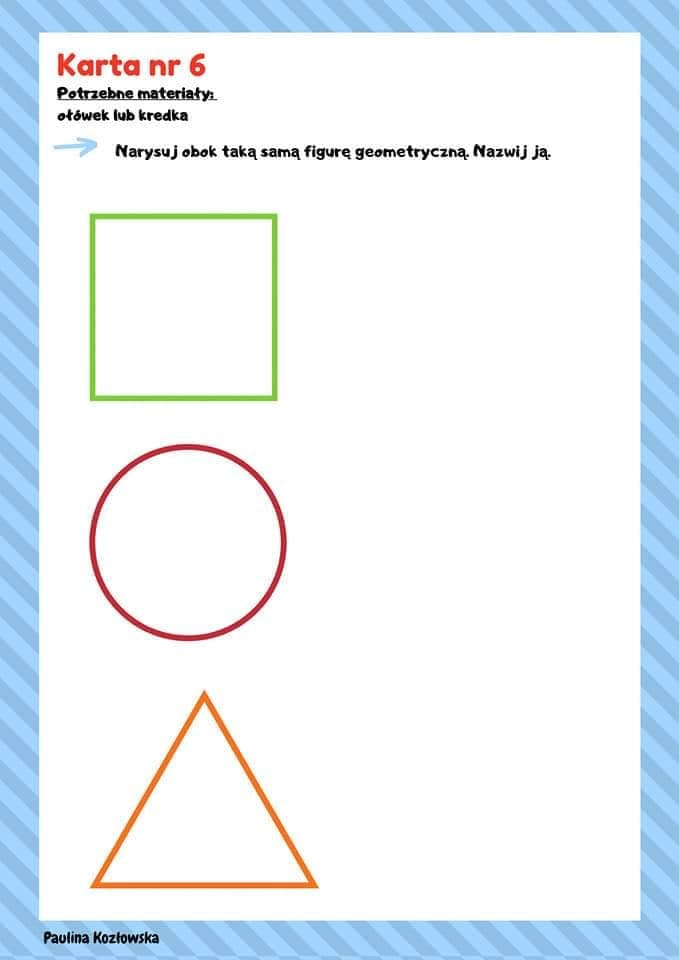 Karta nr 6
Potrzebne materiały:
ołówek lub kredka
Narysuj obok taką samą figurę geometryczną. Nazwij ją.
Paulina Kozłowska